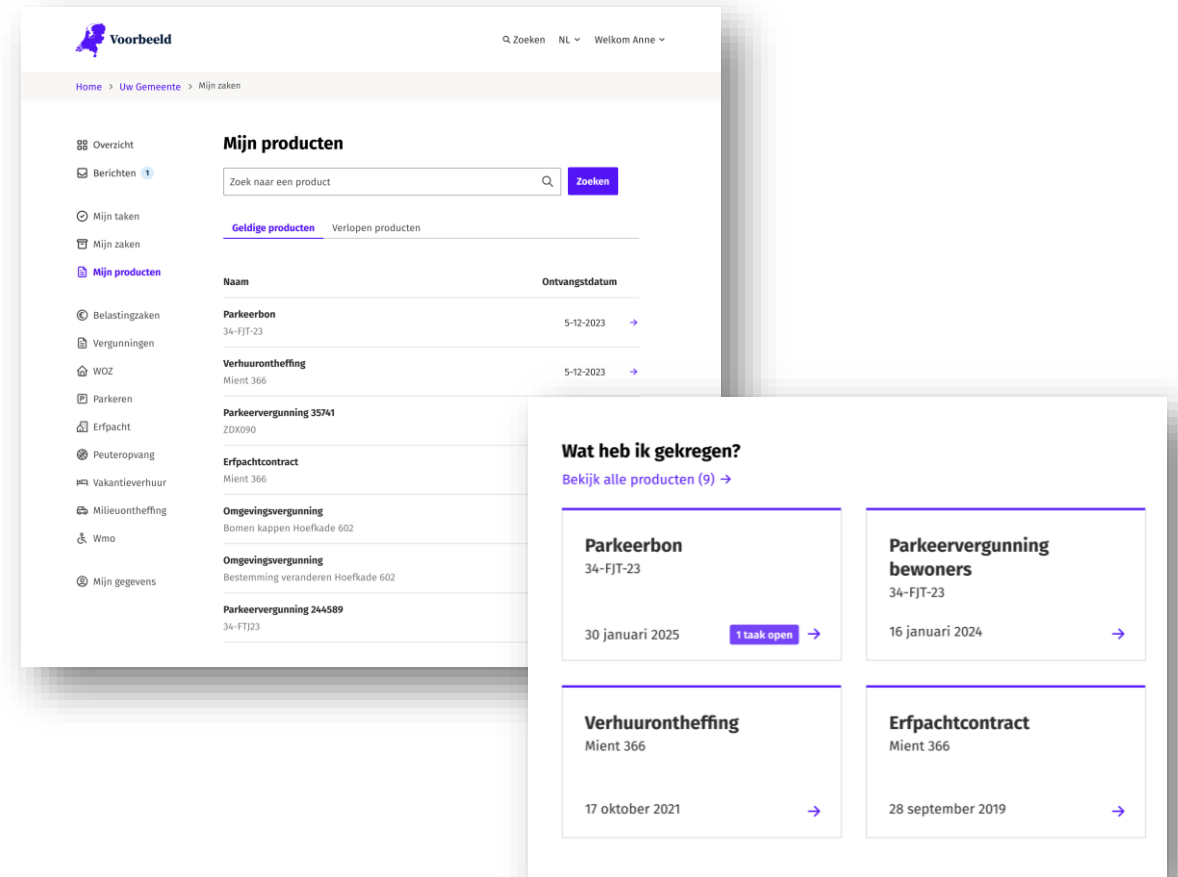 Voorbeeld
Zoeken NL Welkom Anne
Home > Uw Gemeente > Mijn zaken
Overzicht
Berichten 1
Mijn taken
Mijn zaken
Mijn producten
Belastingzaken
Vergunningen
WOZ
Parkeren
Erfpacht
Peuteropvang
Vakantieverhuur
Milieuontheffing
Wmo
Mijn gegevens
Mijn producten
Zoek naar een product
Zoeken
Geldige producten Verlopen producten
Naam Ontvangstdatum
Parkeerbon
34-FJT-23
5-12-2023 →
Verhuurontheffing
Mient 366
5-12-2023 →
Parkeervergunning 35741
ZDX090
Erfpachtcontract
Mient 366
Omgevingsvergunning
Bomen kappen Hoefkade 602
Omgevingsvergunning
Bestemming veranderen Hoefkade 602
Parkeervergunning 244589
34-FTJ23
Wat heb ik gekregen?
Bekijk alle producten (9) →
Parkeerbon
34-FJT-23
30 januari 2025 1 taak open →
Parkeervergunning
bewoners
34-FJT-23
16 januari 2024 →
Verhuurontheffing
Mient 366
17 oktober 2021 →
Erfpachtcontract
Mient 366
28 september 2019 →